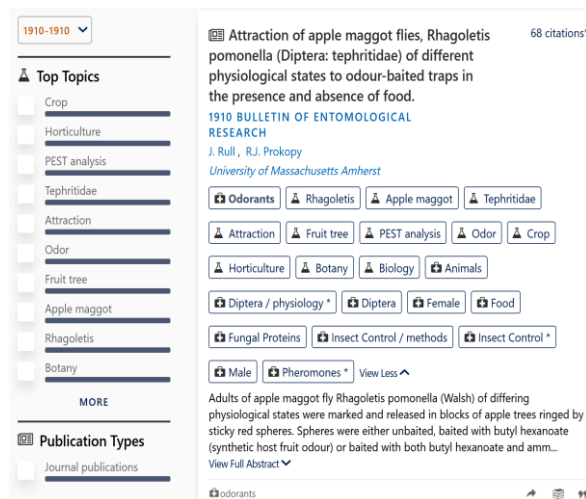 1910-1910
Top Topics
Crop
Horticulture
PEST analysis
Tephritidae
Attraction
Odor
Fruit tree
Apple maggot
Rhagoletis
Botany
MORE
Publication Types
Journal publications
Attraction of apple maggot flies, Rhagoletis
68 citations*
pomonella (Diptera: tephritidae) of different
physiological states to odour-baited traps in
the presence and absence of food.
1910 BULLETIN OF ENTOMOLOGICAL
RESEARCH
J. Rull , R.J. Prokopy
University of Massachusetts Amherst
Odorants Rhagoletis Apple maggot Tephritidae
Attraction Fruit tree PEST analysis Odor Crop
Horticulture Botany Biology Animals
Diptera / physiology * Diptera Female Food
Fungal Proteins Insect Control / methods Insect Control *
Male Pheromones * View Less
Adults of apple maggot fly Rhagoletis pomonella (Walsh) of differing
physiological states were marked and released in blocks of apple trees ringed by
sticky red spheres. Spheres were either unbaited, baited with butyl hexanoate
(synthetic host fruit odour) or baited with both butyl hexanoate and amm...
View Full Abstract
odorants